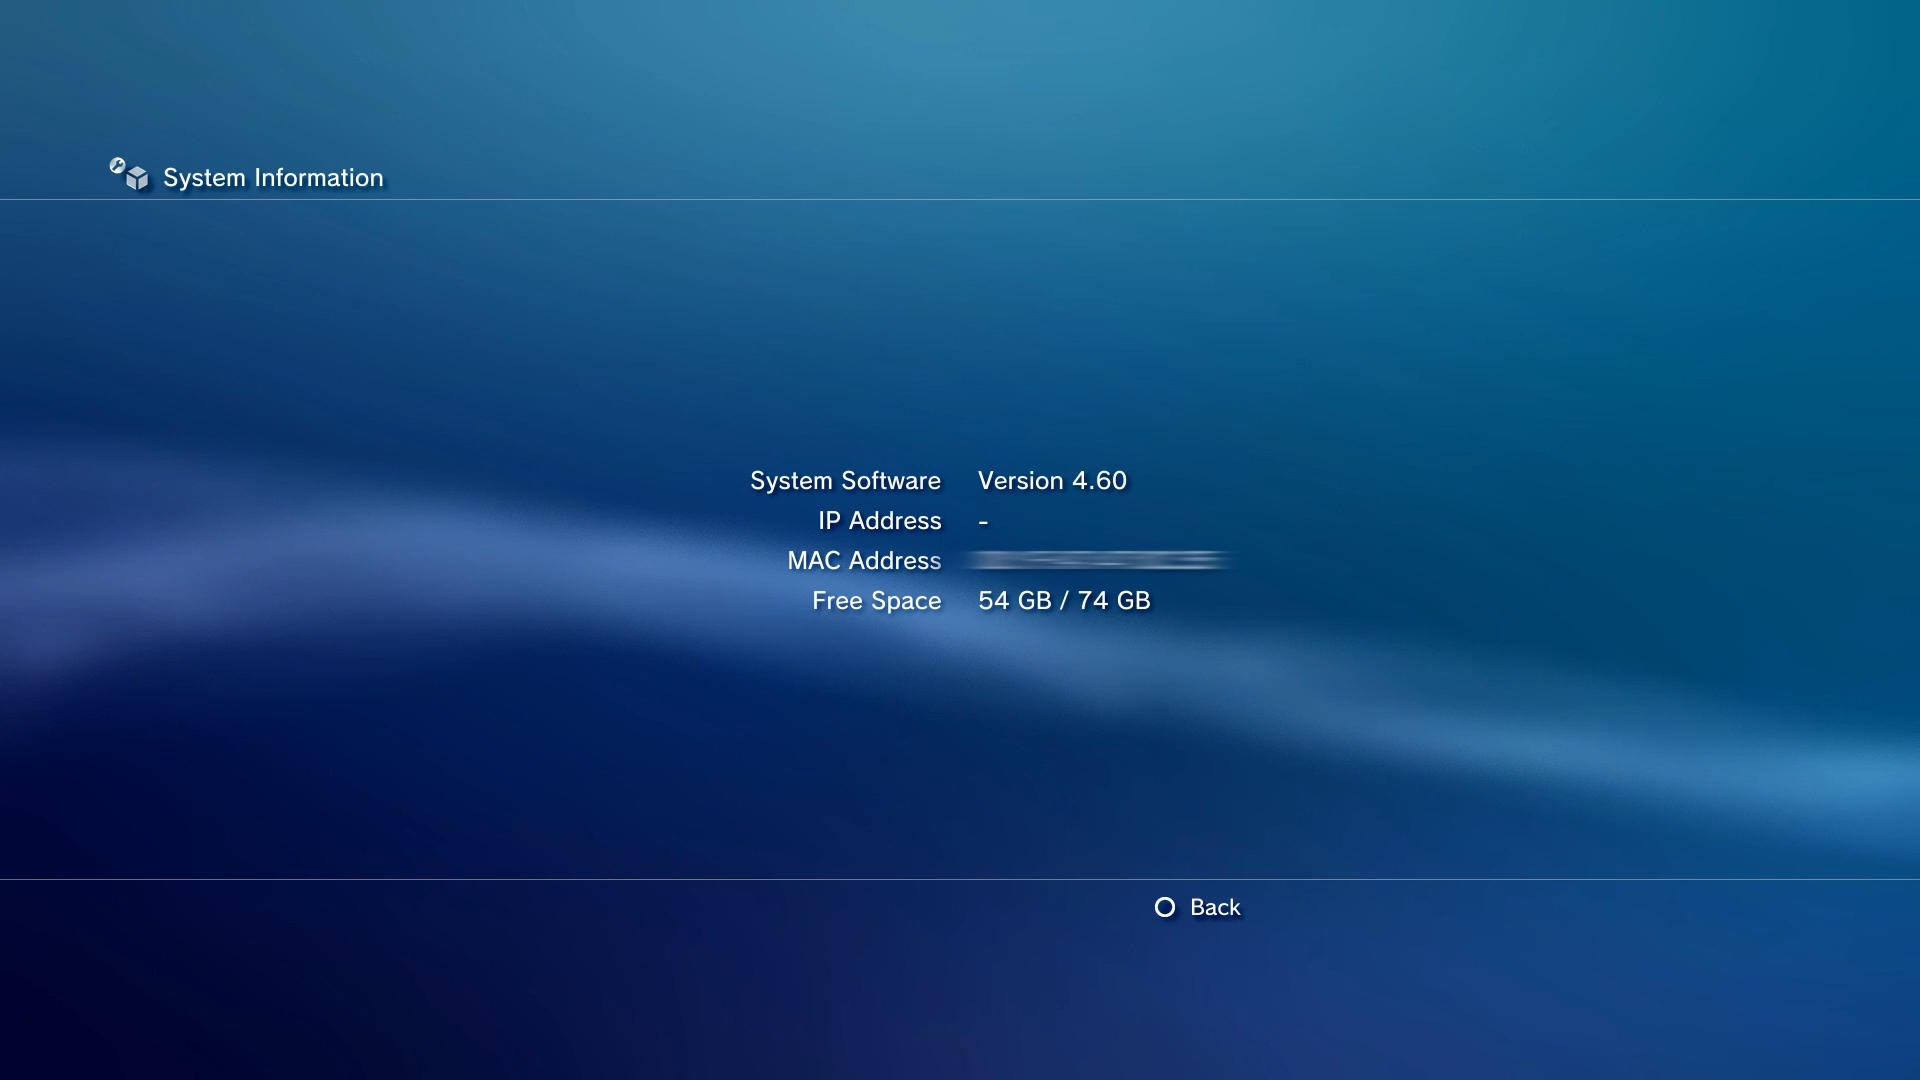 System Information
System Software Version 4.60
IP Address -
MAC Address
Free Space 54 GB / 74 GB
Back